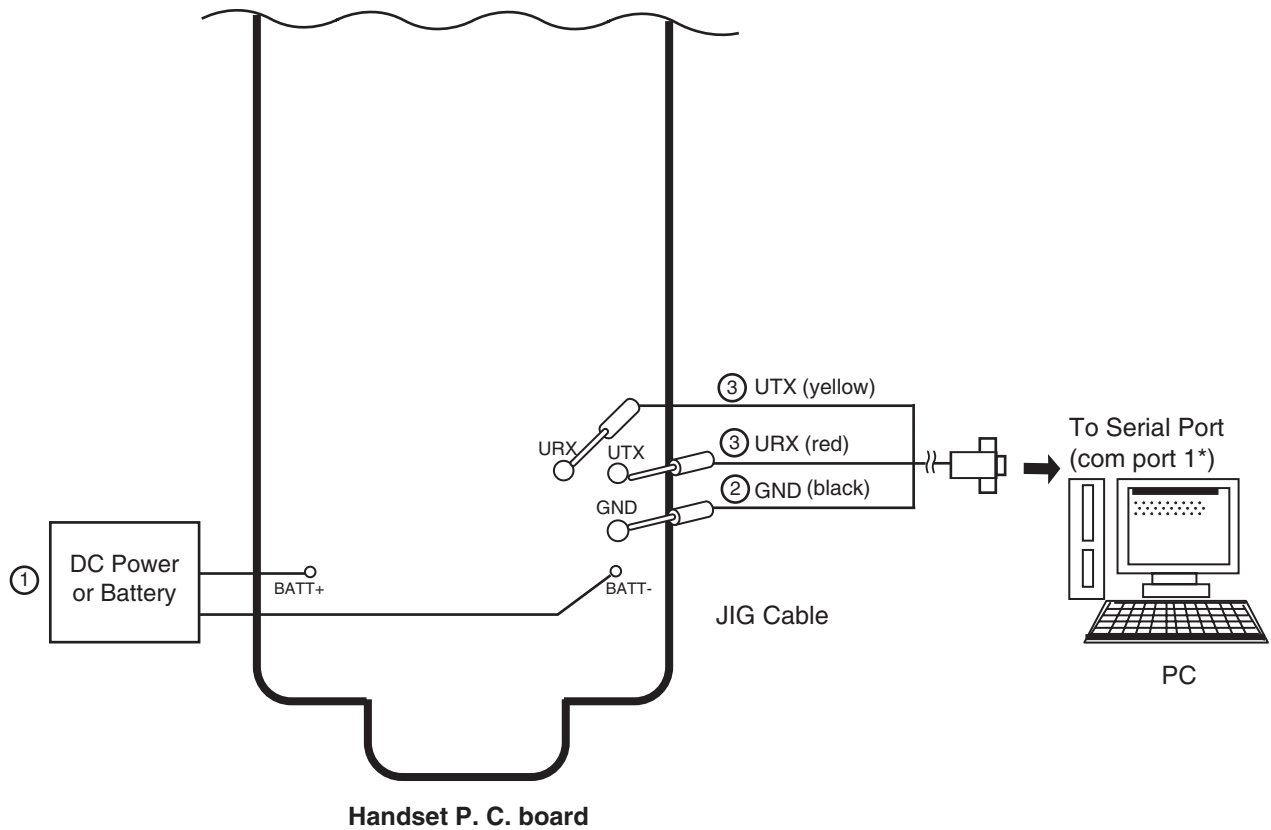 ③ UTX (yellow)
URX
UTX
③ URX (red)
To Serial Port
(com port 1*)
② GND (black)
GND
① DC Power
or Battery
BATT+
BATT-
JIG Cable
PC
Handset P. C. board